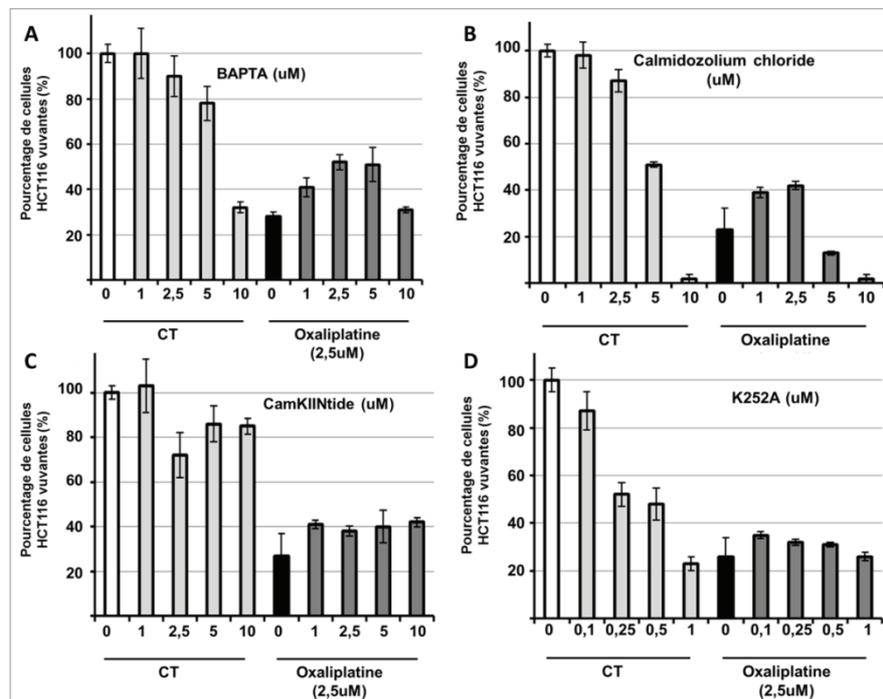 A
BAPTA (uM)
Pourcentage de cellules
HCT116 vuvantes (%)
100
80
60
40
20
0 1 2,5 5 10 0 1 2,5 5 10
CT Oxaliplatine
(2,5uM)
B
Calmidozolium chloride
(uM)
Pourcentage de cellules
HCT116 vuvantes (%)
100
80
60
40
20
0 1 2,5 5 10 0 1 2,5 5 10
CT Oxaliplatine
C
CamKIINtide (uM)
Pourcentage de cellules
HCT116 vuvantes (%)
100
80
60
40
20
0 1 2,5 5 10 0 1 2,5 5 10
CT Oxaliplatine
(2,5uM)
D
K252A (uM)
Pourcentage de cellules
HCT116 vuvantes (%)
100
80
60
40
20
0 0,1 0,25 0,5 1 0 0,1 0,25 0,5 1
CT Oxaliplatine
(2,5uM)